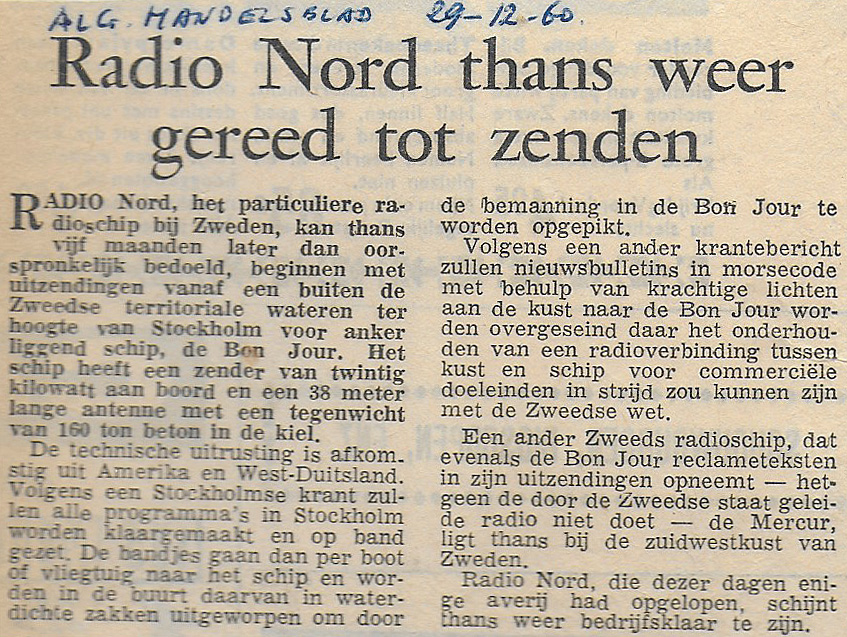 ALG. HANDELSBLAD 29-12-60.
Radio Nord thans weer
gereed tot zenden
RADIO Nord, het particuliere ra-
dioschip bij Zweden, kan thans
vijf maanden later dan oor-
spronkelijk bedoeld, beginnen met
uitzendingen vanaf een buiten de
Zweedse territoriale wateren ter
hoogte van Stockholm voor anker
liggend schip, de Bon Jour. Het
schip heeft een zender van twintig
kilowatt aan boord en een 38 meter
lange antenne met een tegenwicht
van 160 ton beton in de kiel.
De technische uitrusting is afkom-
stig uit Amerika en West-Duitsland.
Volgens een Stockholmse krant zul-
len alle programma's in Stockholm
worden klaargemaakt en op band
gezet. De bandjes gaan dan per boot
of vliegtuig naar het schip en wor-
den in de buurt daarvan in water-
dichte zakken uitgeworpen om door
de bemanning in de Bon Jour te
worden opgepikt.
Volgens een ander krantebericht
zullen nieuwsbulletins in morsecode
met behulp van krachtige lichten
aan de kust naar de Bon Jour wor-
den overgeseind daar het onderhou-
den van een radioverbinding tussen
kust en schip voor commerciële
doeleinden in strijd zou kunnen zijn
met de Zweedse wet.
Een ander Zweeds radioschip, dat
evenals de Bon Jour reclameteksten
in zijn uitzendingen opneemt — het-
geen de door de Zweedse staat gelei-
de radio niet doet — de Mercur,
ligt thans bij de zuidwestkust van
Zweden.
Radio Nord, die dezer dagen eni-
ge averij had opgelopen, schijnt
thans weer bedrijfsklaar te zijn.